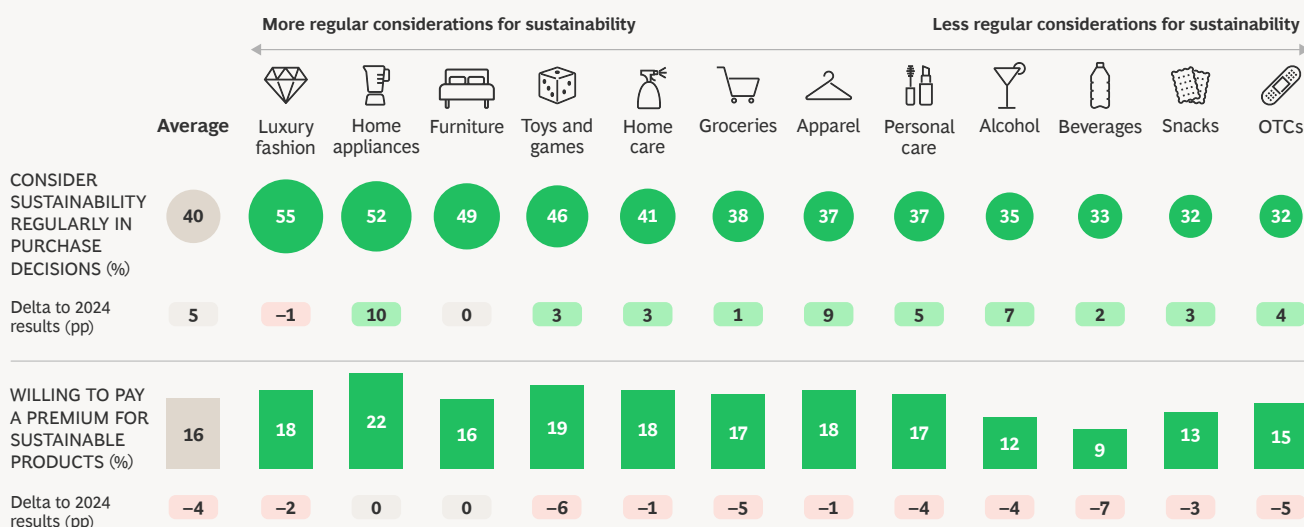 More regular considerations for sustainability
Less regular considerations for sustainability
Average
Luxury
fashion
Home
appliances
Furniture
Toys and
games
Home
care
Groceries
Apparel
Personal
care
Alcohol
Beverages
Snacks
OTCs
CONSIDER
SUSTAINABILITY
REGULARLY IN
PURCHASE
DECISIONS (%)
40 55 52 49 46 41 38 37 37 35 33 32 32
Delta to 2024
results (pp)
5 –1 10 0 3 3 1 9 5 7 2 3 4
WILLING TO PAY
A PREMIUM FOR
SUSTAINABLE
PRODUCTS (%)
16 18 22 16 19 18 17 18 17 12 9 13 15
Delta to 2024
results (pp)
–4 –2 0 0 –6 –1 –5 –1 –4 –4 –7 –3 –5